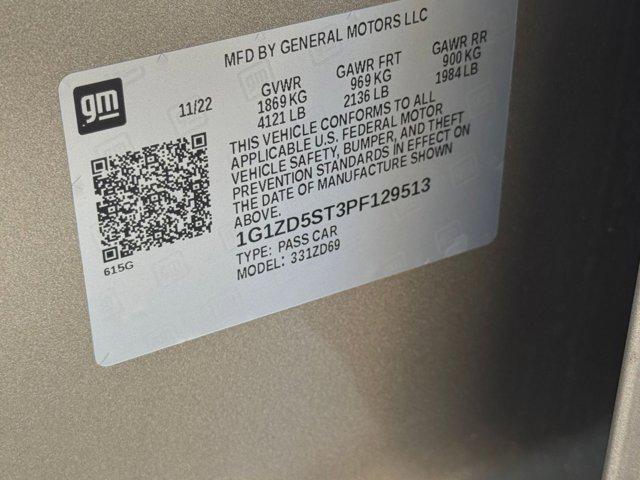 MFD BY GENERAL MOTORS LLC
gm
11/22
GVWR
1869 KG
4121 LB
GAWR FRT
969 KG
2136 LB
GAWR RR
900 KG
1984 LB
THIS VEHICLE CONFORMS TO ALL
APPLICABLE U.S. FEDERAL MOTOR
VEHICLE SAFETY, BUMPER, AND THEFT
PREVENTION STANDARDS IN EFFECT ON
THE DATE OF MANUFACTURE SHOWN
ABOVE.
1G1ZD5ST3PF129513
TYPE: PASS CAR
MODEL: 331ZD69
615G